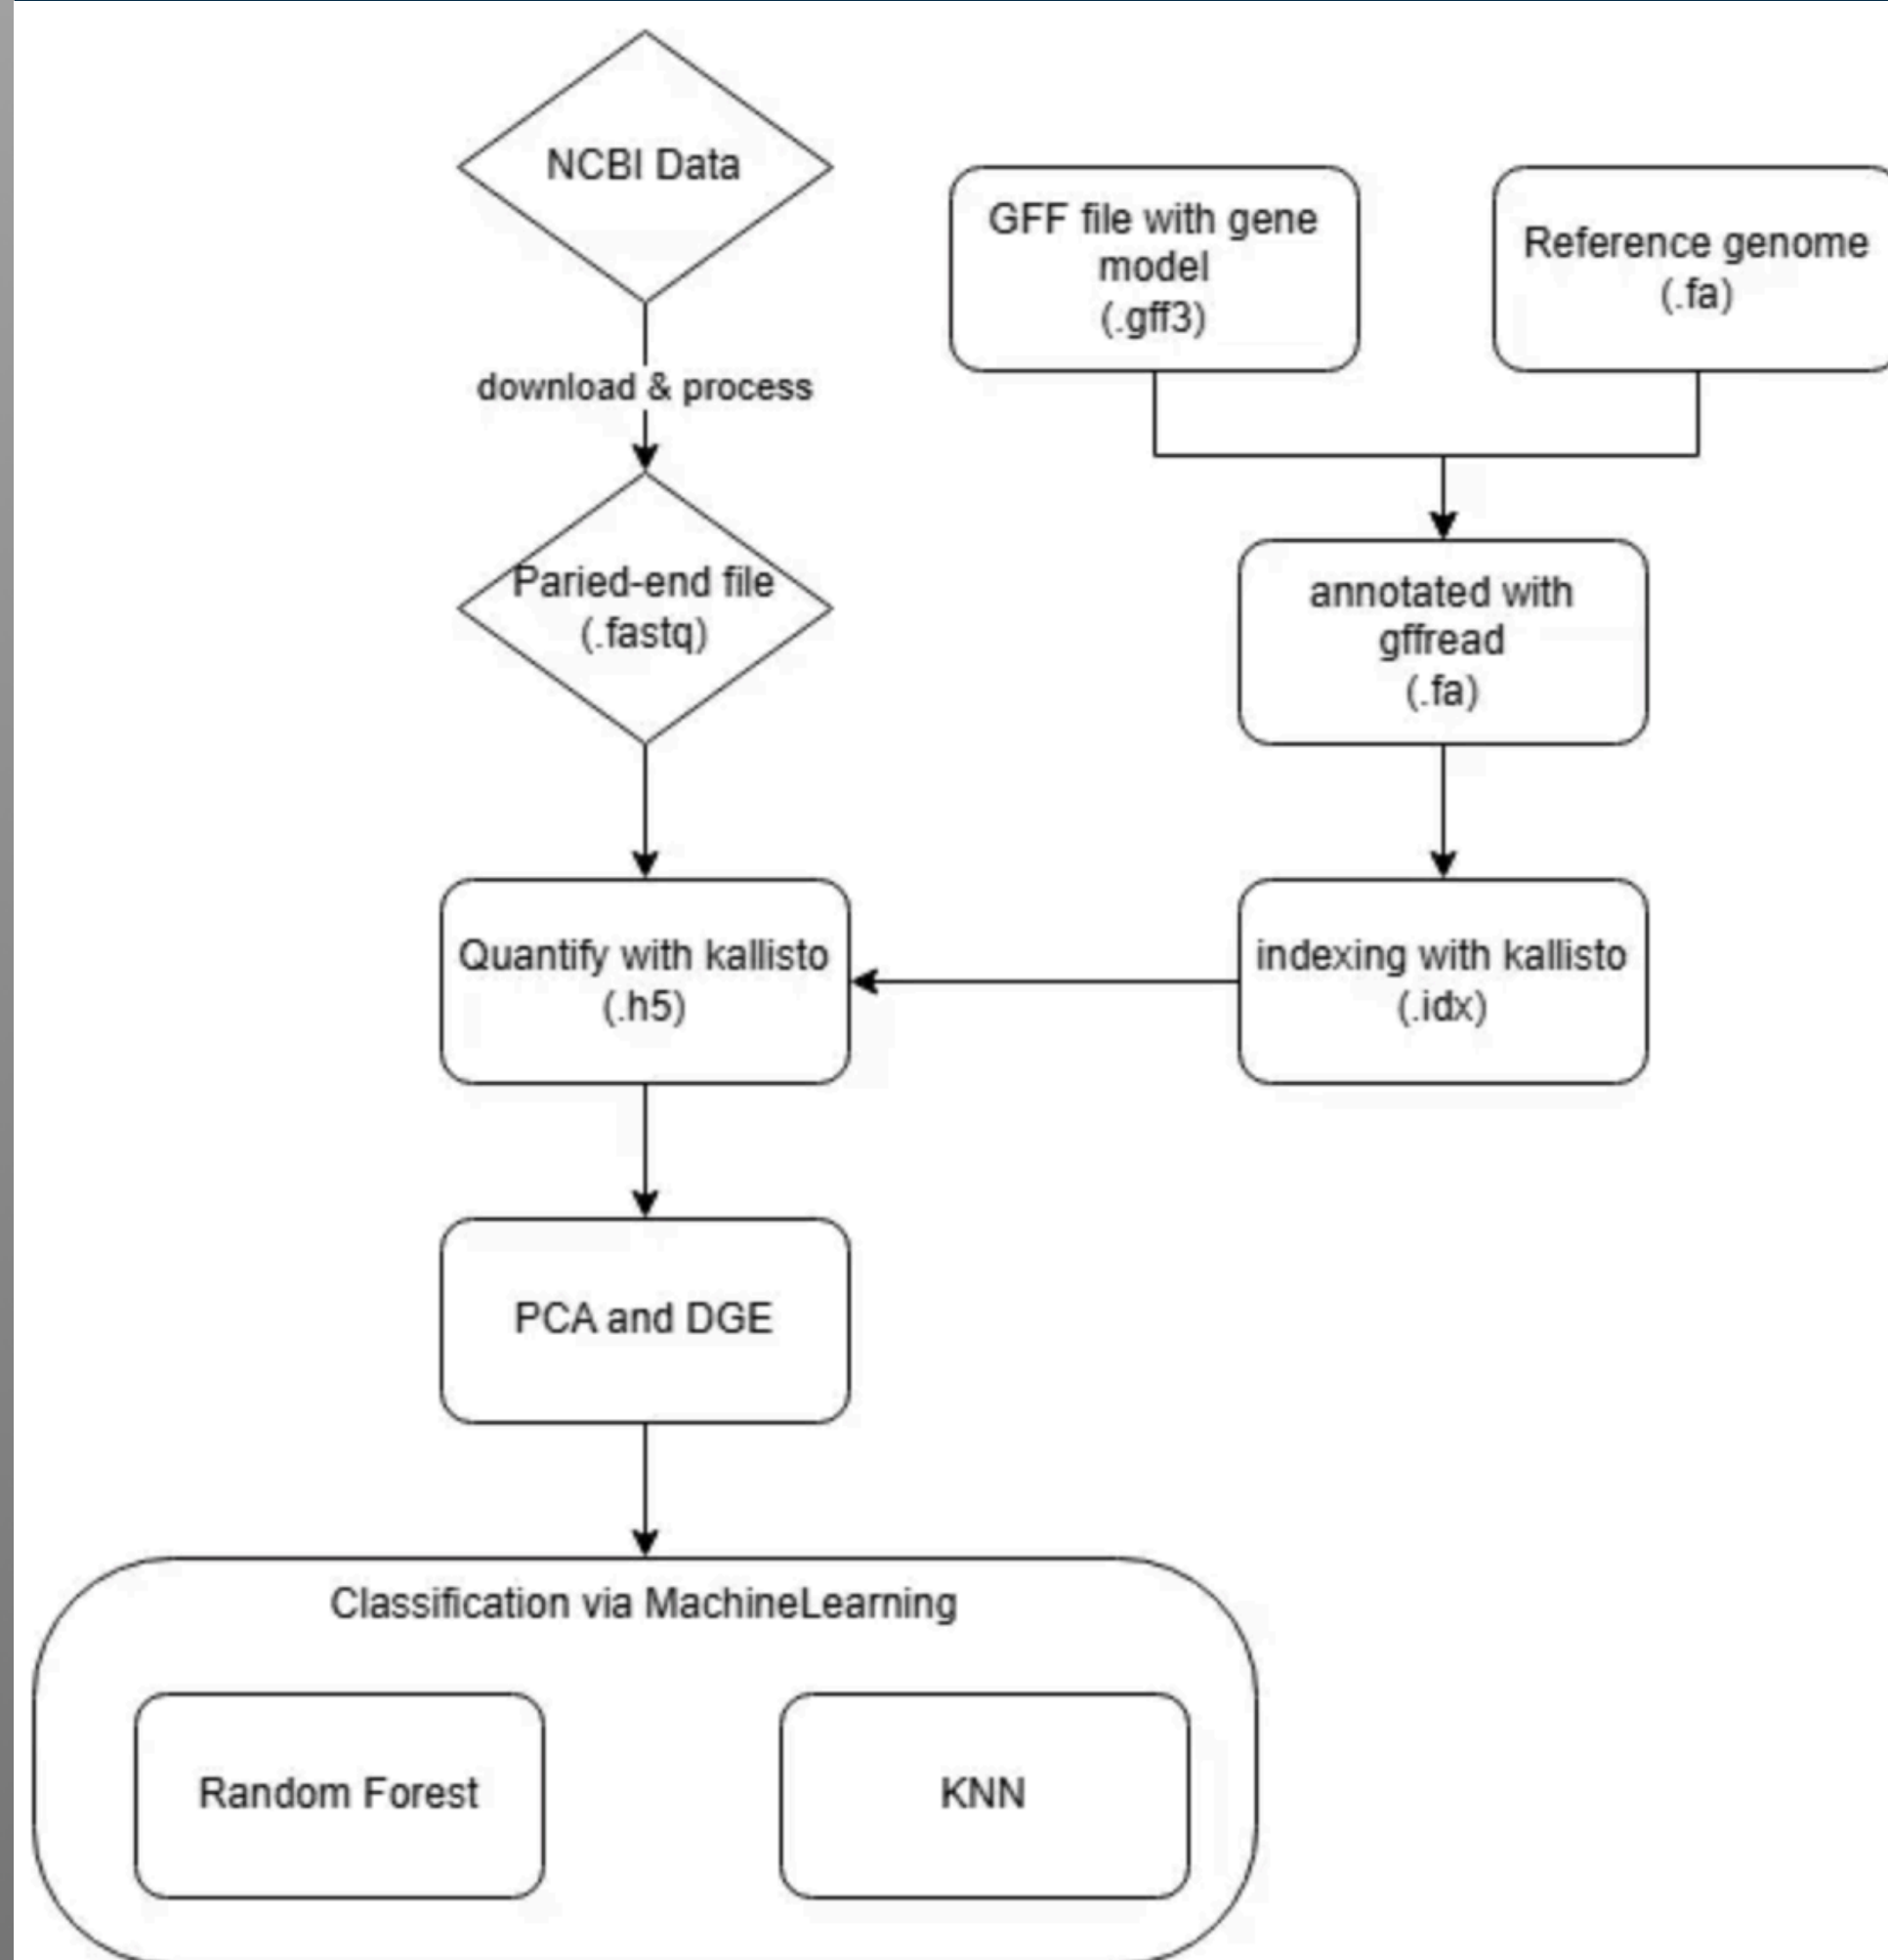 NCBI Data
GFF file with gene
model
(.gff3)
Reference genome
(.fa)
download & process
Paried-end file
(.fastq)
annotated with
gffread
(.fa)
Quantify with kallisto
(.h5)
indexing with kallisto
(.idx)
PCA and DGE
Classification via MachineLearning
Random Forest
KNN